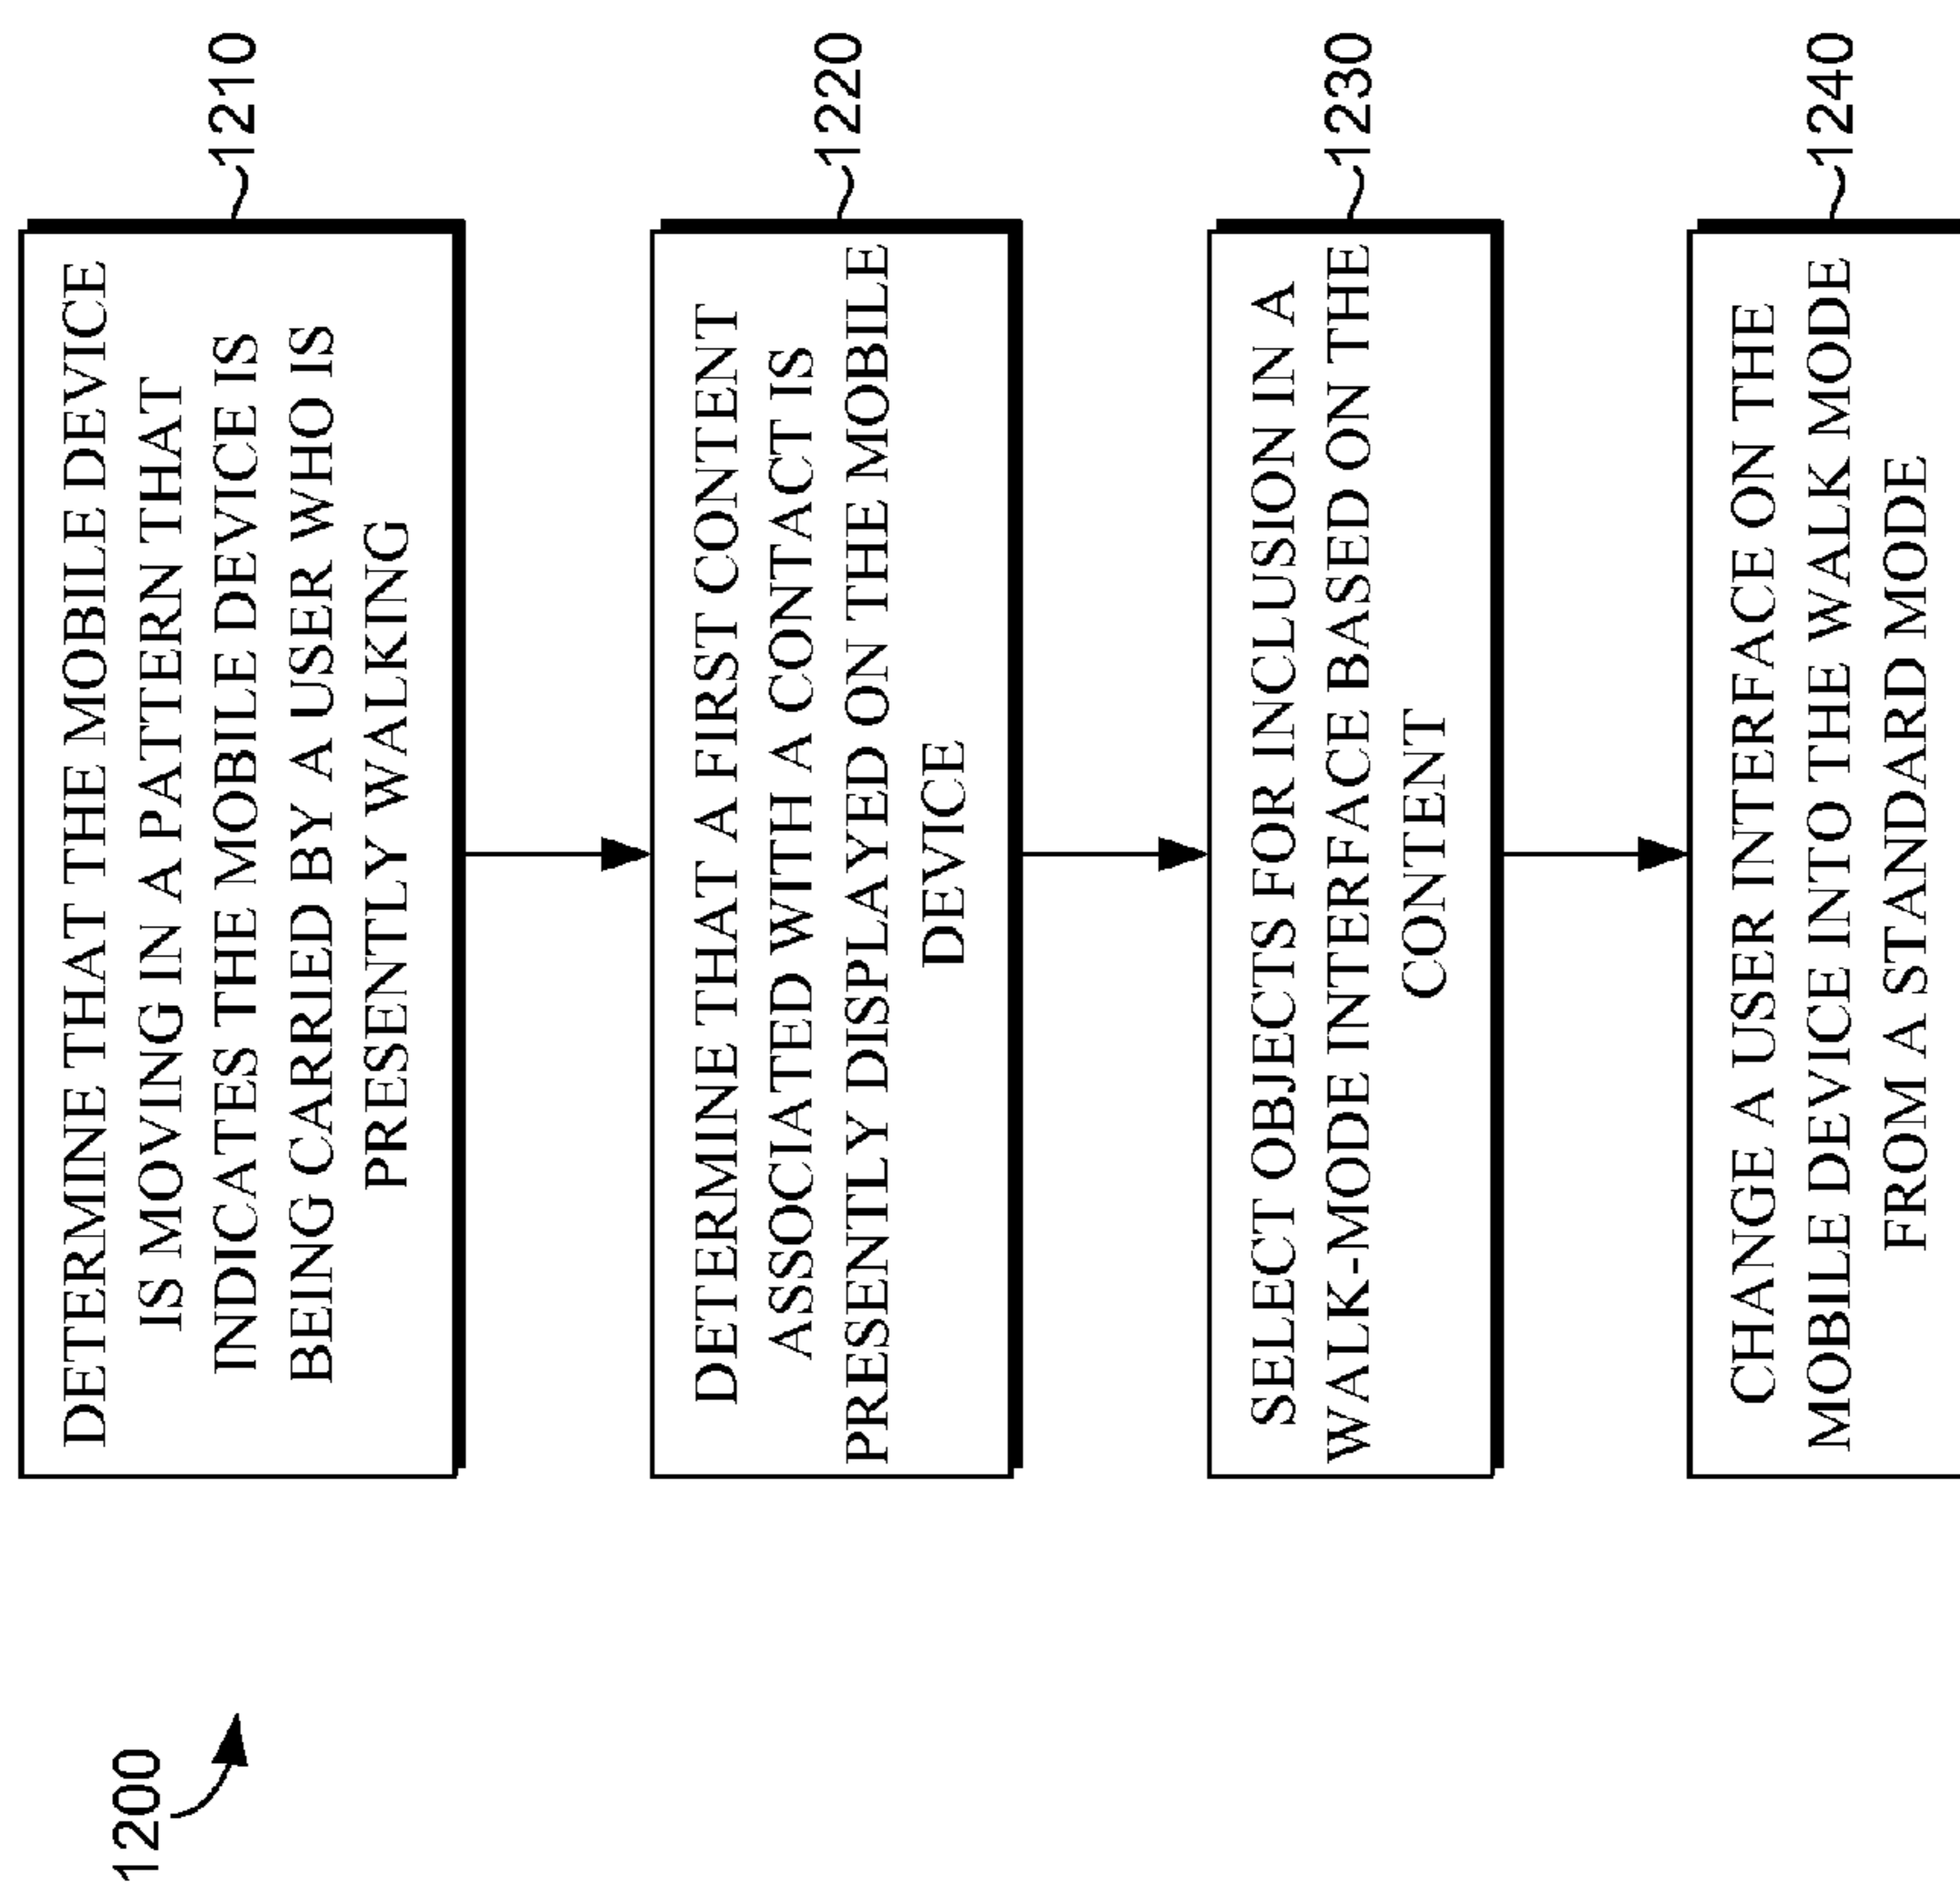 1200
DETERMINE THAT THE MOBILE DEVICE
IS MOVING IN A PATTERN THAT
INDICATES THE MOBILE DEVICE IS
BEING CARRIED BY A USER WHO IS
PRESENTLY WALKING
1210
DETERMINE THAT A FIRST CONTENT
ASSOCIATED WITH A CONTACT IS
PRESENTLY DISPLAYED ON THE MOBILE
DEVICE
1220
SELECT OBJECTS FOR INCLUSION IN A
WALK-MODE INTERFACE BASED ON THE
CONTENT
1230
CHANGE A USER INTERFACE ON THE
MOBILE DEVICE INTO THE WALK MODE
FROM A STANDARD MODE
1240